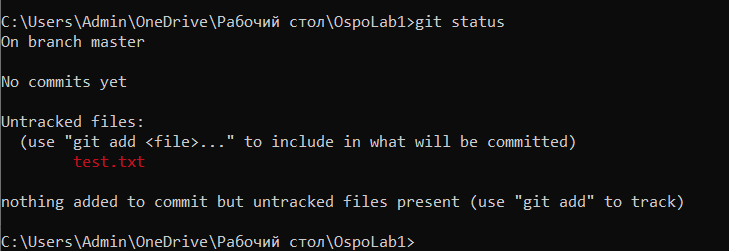 C:\Users\Admin\OneDrive\Рабочий стол\OspoLab1>git status
On branch master
No commits yet
Untracked files:
  (use "git add <file>..." to include in what will be committed)
        test.txt
nothing added to commit but untracked files present (use "git add" to track)
C:\Users\Admin\OneDrive\Рабочий стол\OspoLab1>